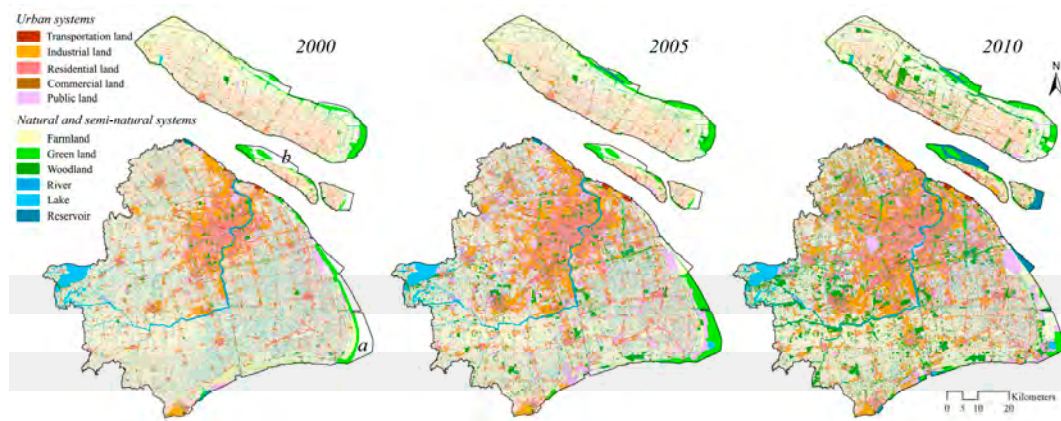 Urban systems
Transportation land
Industrial land
Residential land
Commercial land
Public land
Natural and semi-natural systems
Farmland
Green land
Woodland
River
Lake
Reservoir
2000
2005
2010
N
b
a
Kilometers
0 5 10 20